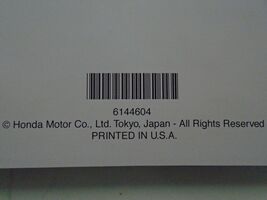 6144604
© Honda Motor Co., Ltd. Tokyo, Japan - All Rights Reserved
PRINTED IN U.S.A.